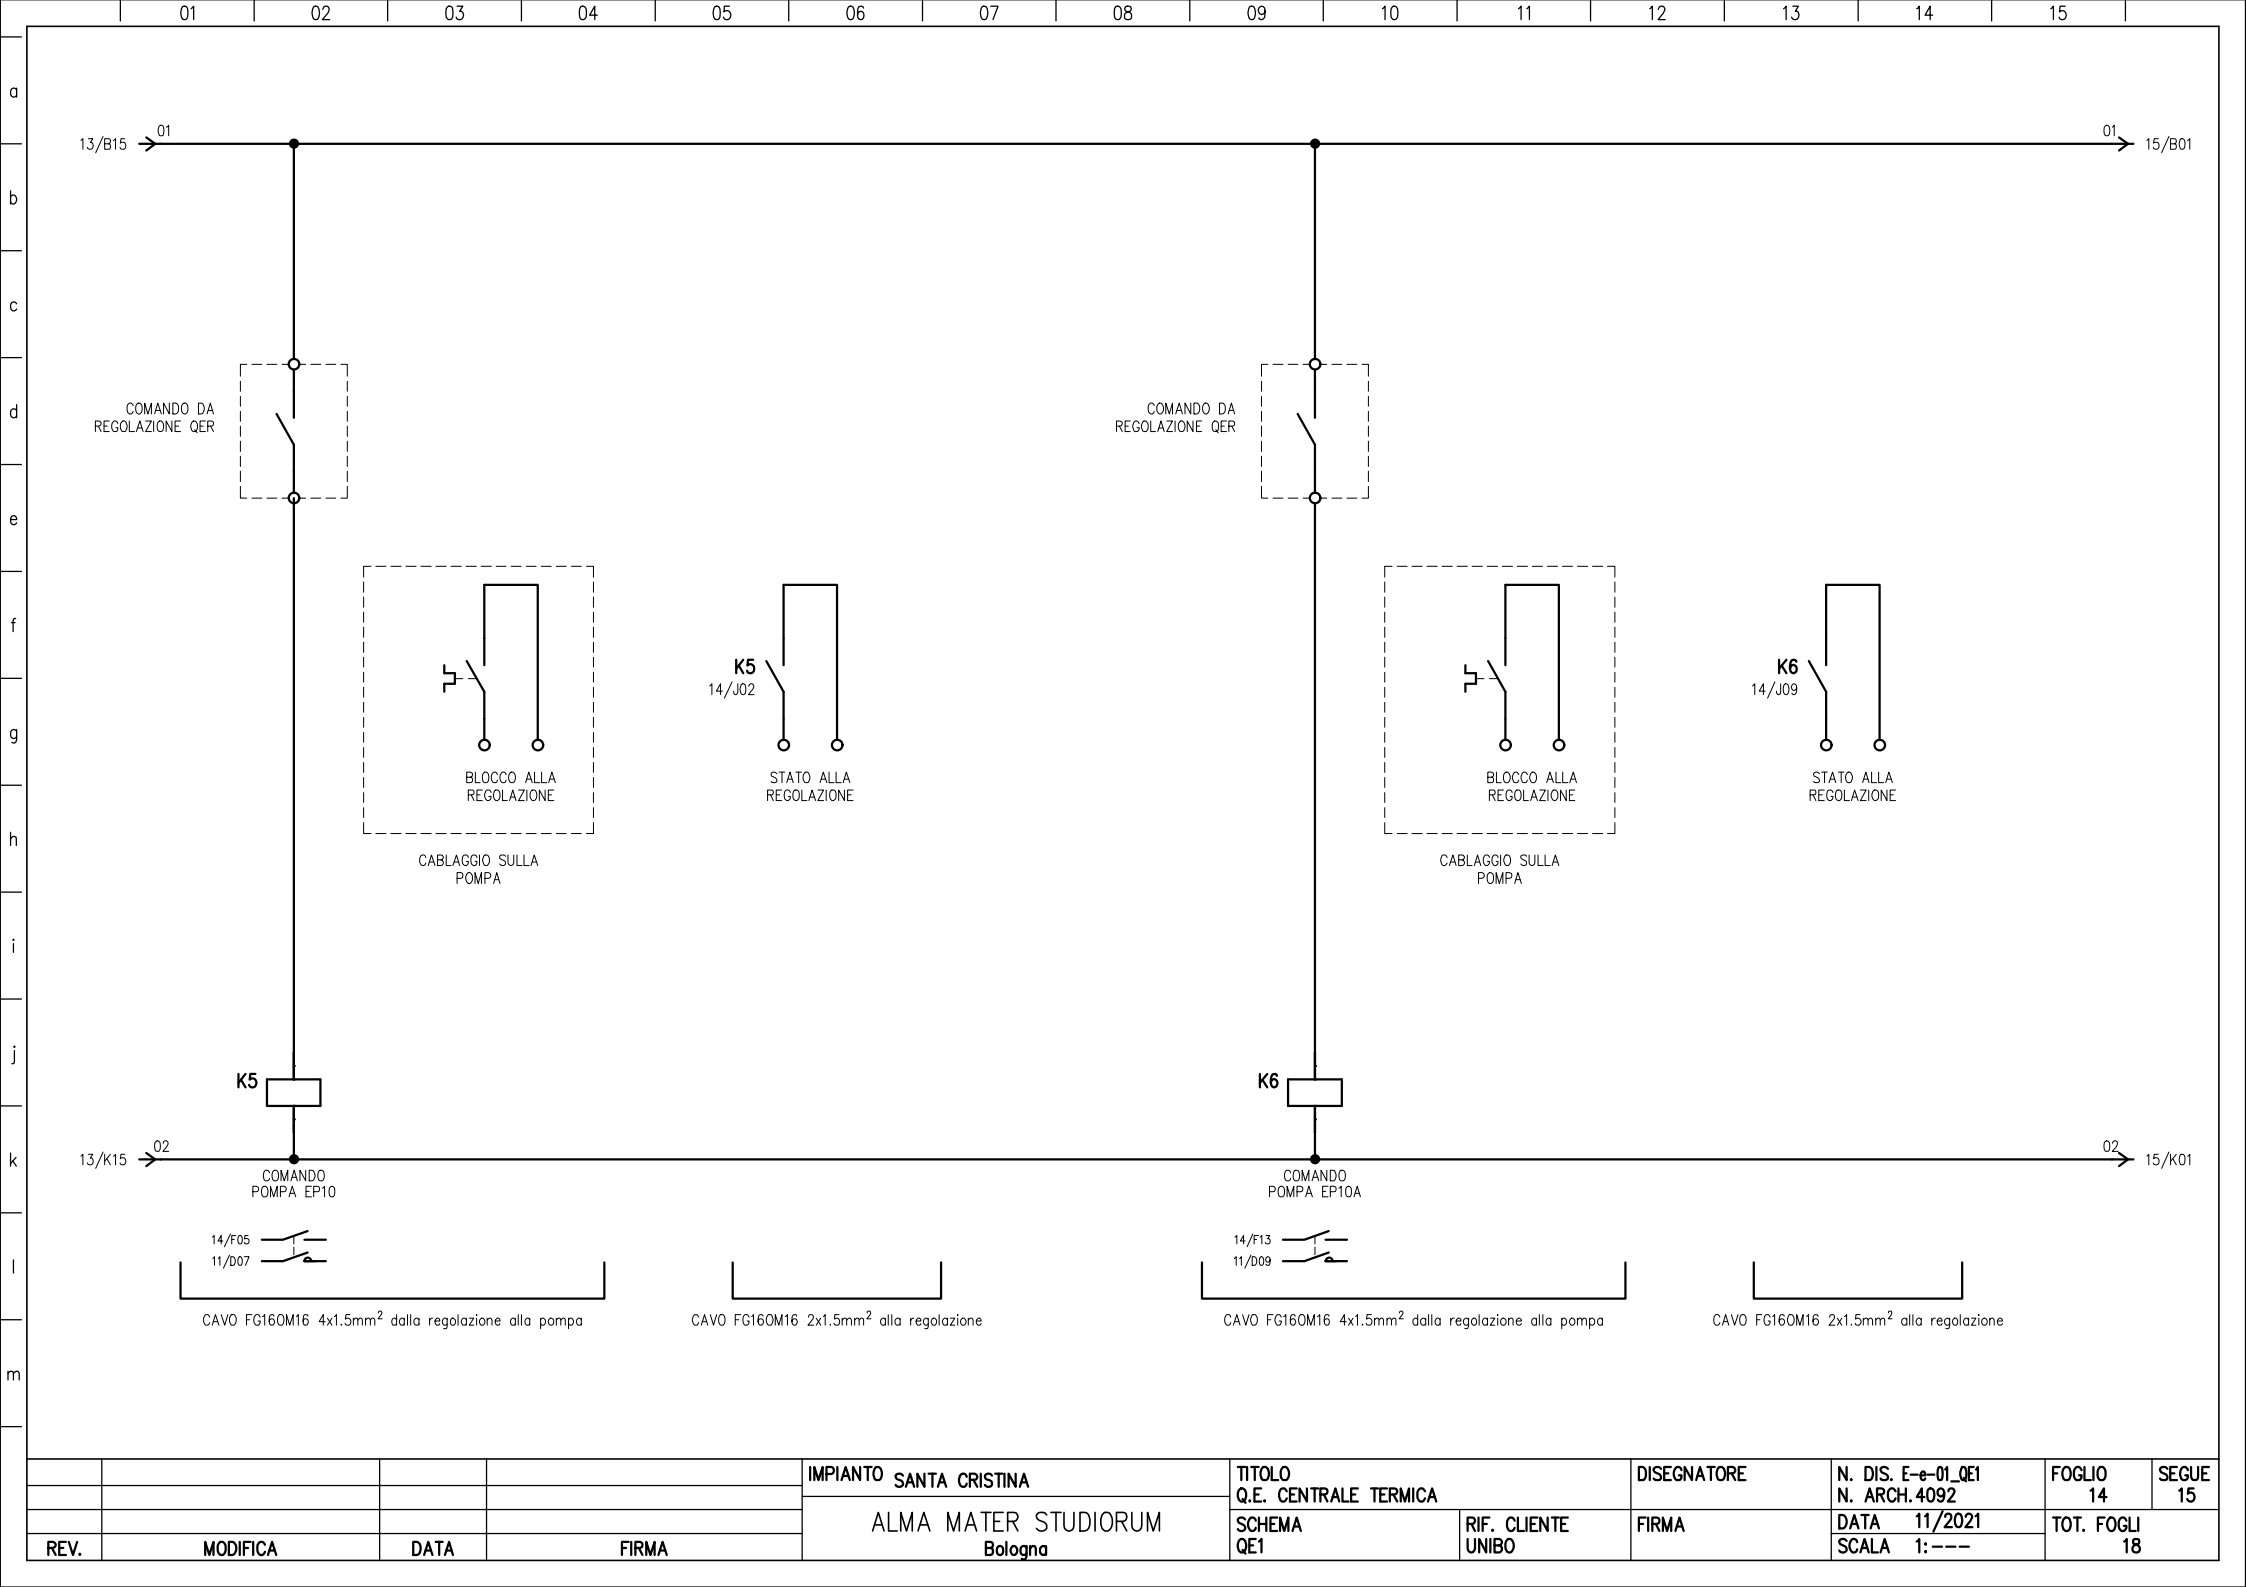 01 02 03 04 05 06 07 08 09 10 11 12 13 14 15
a
b
c
d
e
f
g
h
i
j
k
l
m
13/B15 01
01 15/B01
COMANDO DA
REGOLAZIONE QER
COMANDO DA
REGOLAZIONE QER
BLOCCO ALLA
REGOLAZIONE
CABLAGGIO SULLA
POMPA
K5
14/J02
STATO ALLA
REGOLAZIONE
BLOCCO ALLA
REGOLAZIONE
CABLAGGIO SULLA
POMPA
K6
14/J09
STATO ALLA
REGOLAZIONE
K5
K6
13/K15 02
02 15/K01
COMANDO
POMPA EP10
14/F05
11/D07
COMANDO
POMPA EP10A
14/F13
11/D09
CAVO FG16OM16 4x1.5mm² dalla regolazione alla pompa
CAVO FG16OM16 2x1.5mm² alla regolazione
CAVO FG16OM16 4x1.5mm² dalla regolazione alla pompa
CAVO FG16OM16 2x1.5mm² alla regolazione
REV. MODIFICA DATA FIRMA
IMPIANTO SANTA CRISTINA
ALMA MATER STUDIORUM
Bologna
TITOLO
Q.E. CENTRALE TERMICA
SCHEMA
QE1
RIF. CLIENTE
UNIBO
DISEGNATORE
FIRMA
N. DIS. E-e-01_QE1
N. ARCH. 4092
DATA 11/2021
SCALA 1:---
FOGLIO
14
SEGUE
15
TOT. FOGLI
18